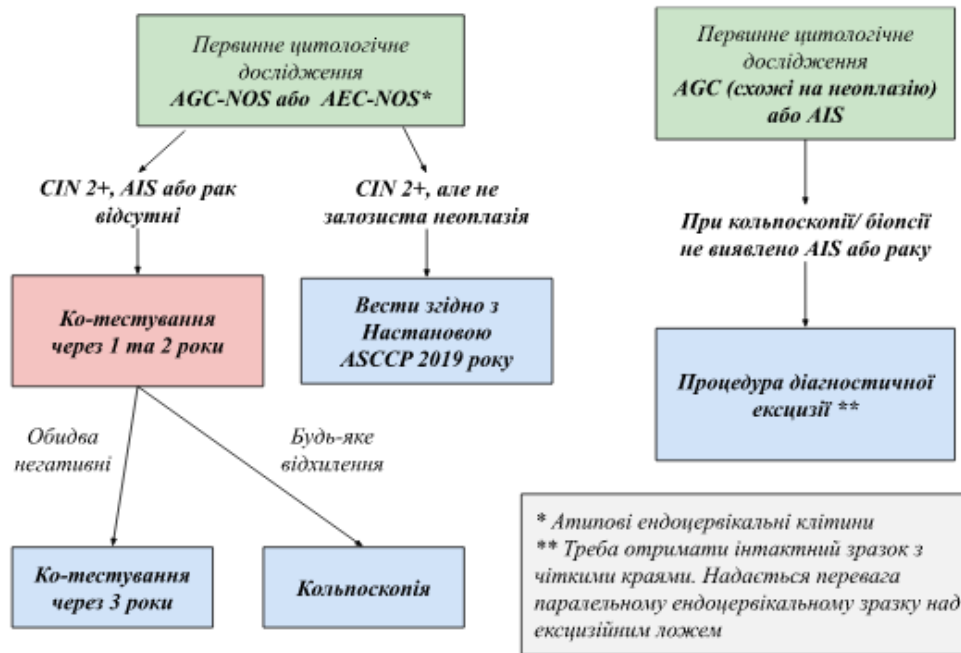 Первинне цитологічне
дослідження
AGC-NOS або AEC-NOS*
CIN 2+, AIS або рак
відсутні
CIN 2+, але не
залозиста неоплазія
Ко-тестування
через 1 та 2 роки
Вести згідно з
Настановою
ASCCP 2019 року
Обидва
негативні
Будь-яке
відхилення
Ко-тестування
через 3 роки
Кольпоскопія
Первинне цитологічне
дослідження
AGC (схожі на неоплазію)
або AIS
При кольпоскопії/ біопсії
не виявлено AIS або раку
Процедура діагностичної
ексцизії **
* Атипові ендоцервікальні клітини
** Треба отримати інтактний зразок з
чіткими краями. Надається перевага
паралельному ендоцервікальному зразку над
ексцизійним ложем